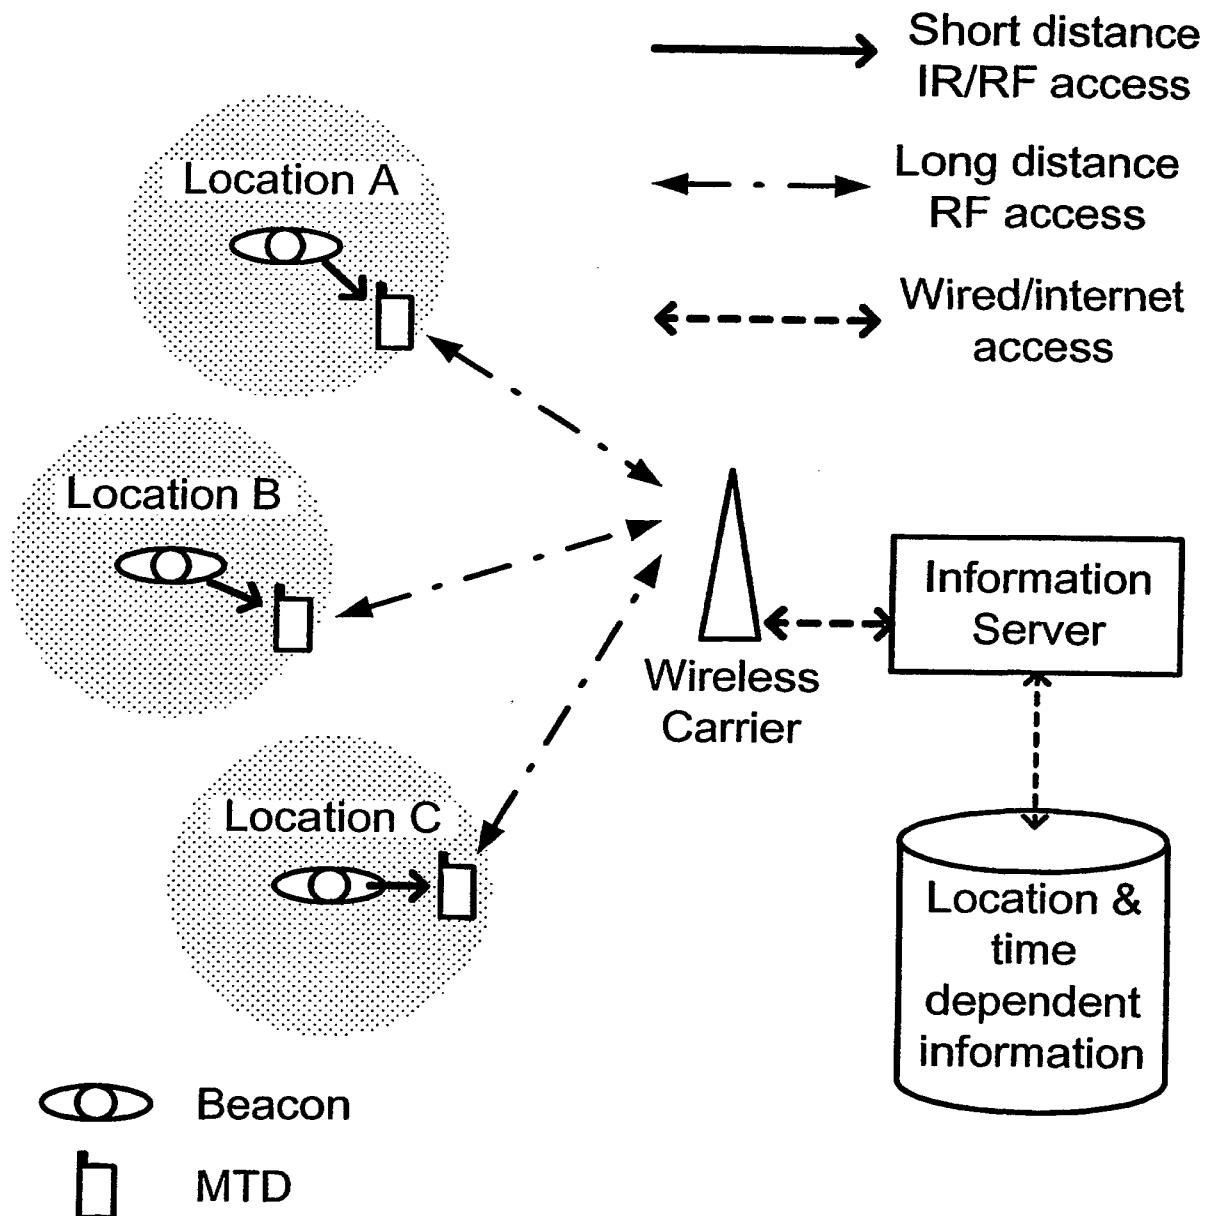 Short distance
IR/RF access
Long distance
RF access
Wired/internet
access
Location A
Location B
Information
Server
Wireless
Carrier
Location C
Location &
time
dependent
information
Beacon
MTD